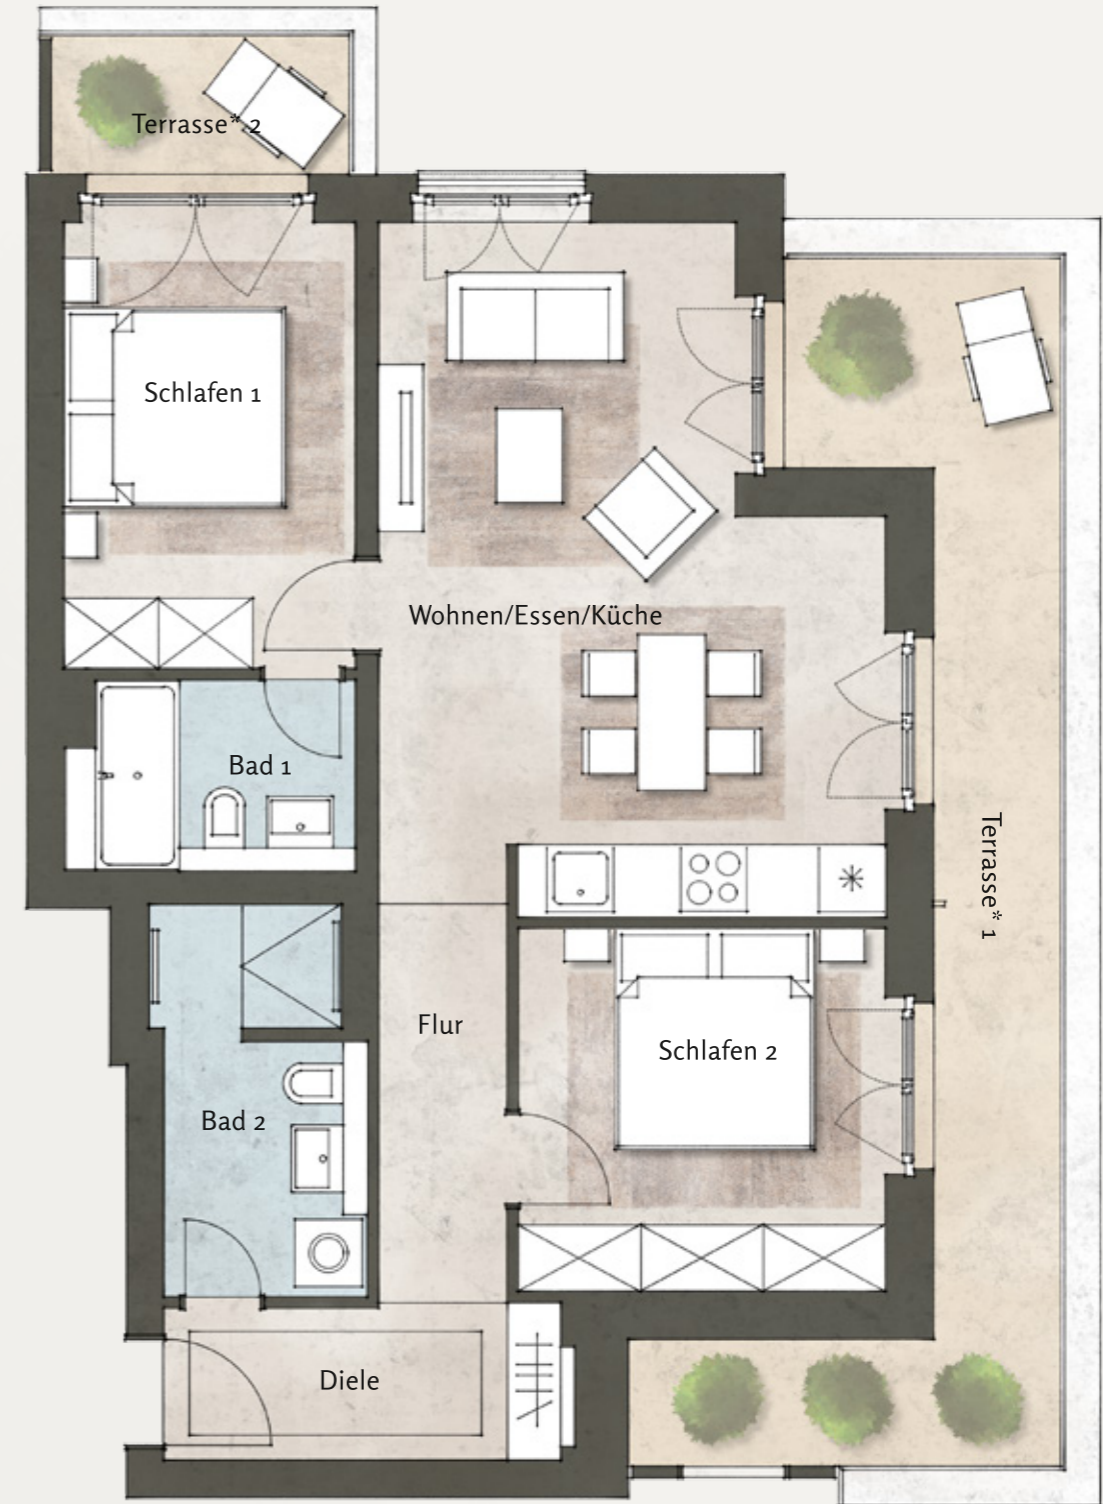 Terrasse* 2
Schlafen 1
Wohnen/Essen/Küche
Bad 1
Terrasse* 1
Flur
Schlafen 2
Bad 2
Diele